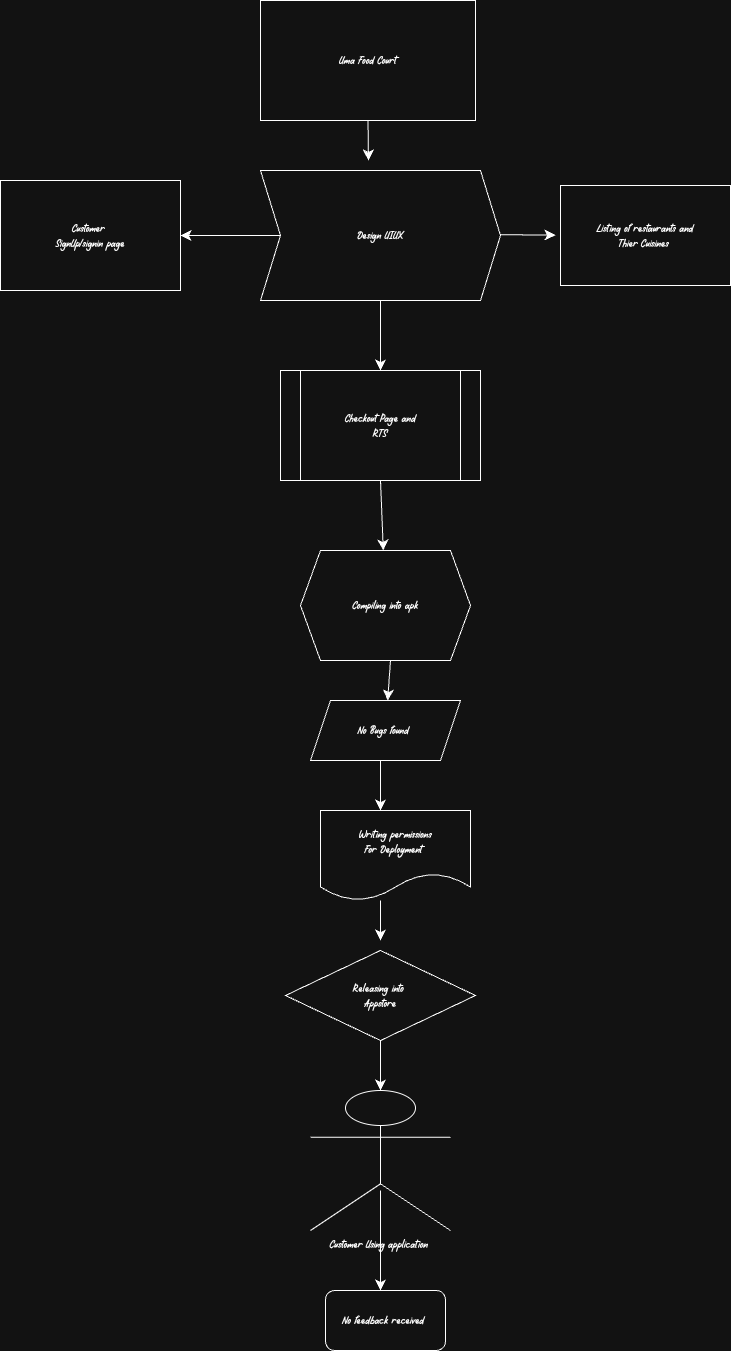 Uma Food Court
Customer
SignUp/signin page
Design UIUX
Listing of restaurants and
Thier Cuisines
Checkout Page and
RTS
Compiling into apk
No Bugs found
Writing permissions
For Deployment
Releasing into
Appstore
Customer Using application
No feedback received